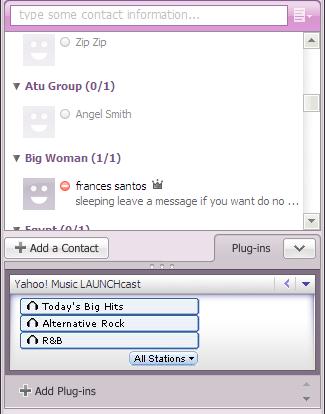 type some contact information...
Zip Zip
Atu Group (0/1)
Angel Smith
Big Woman (1/1)
frances santos
sleeping leave a message if you want do no ...
Egypt (0/1)
Add a Contact
Plug-ins
Yahoo! Music LAUNCHcast
Today's Big Hits
Alternative Rock
R&B
All Stations
Add Plug-ins